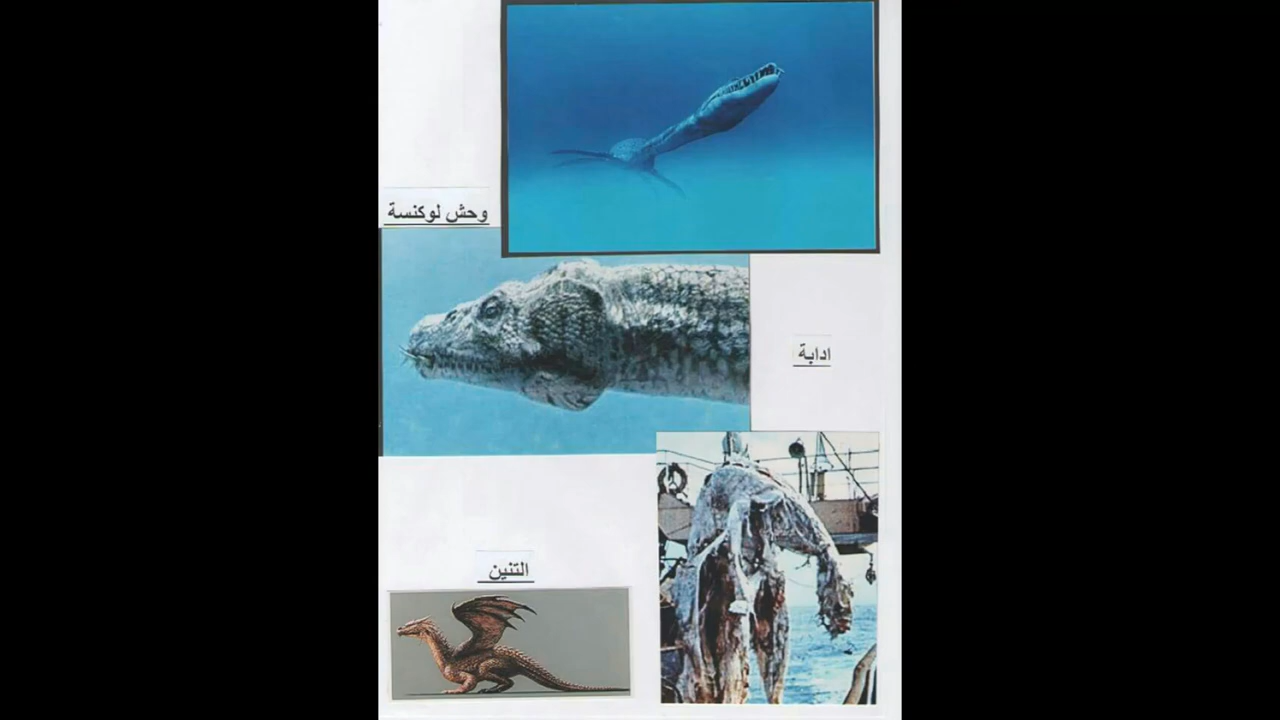 وحش لوكنسة
ادابة
التنين